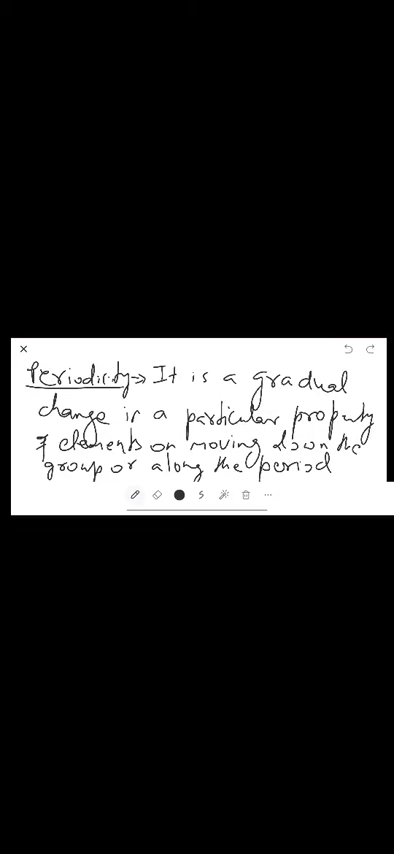 Periodicity → It is a gradual
change in a particular property
of elements on moving down the
group or along the period